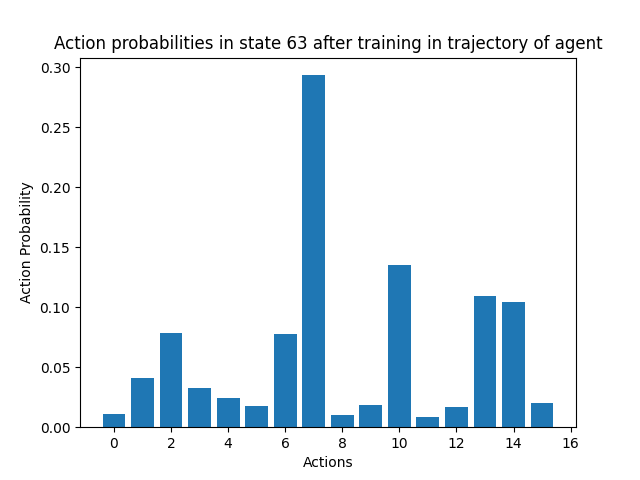 Action probabilities in state 63 after training in trajectory of agent
0.30
0.25
0.20
0.15
0.10
0.05
0.00
Action Probability
0 2 4 6 8 10 12 14 16
Actions